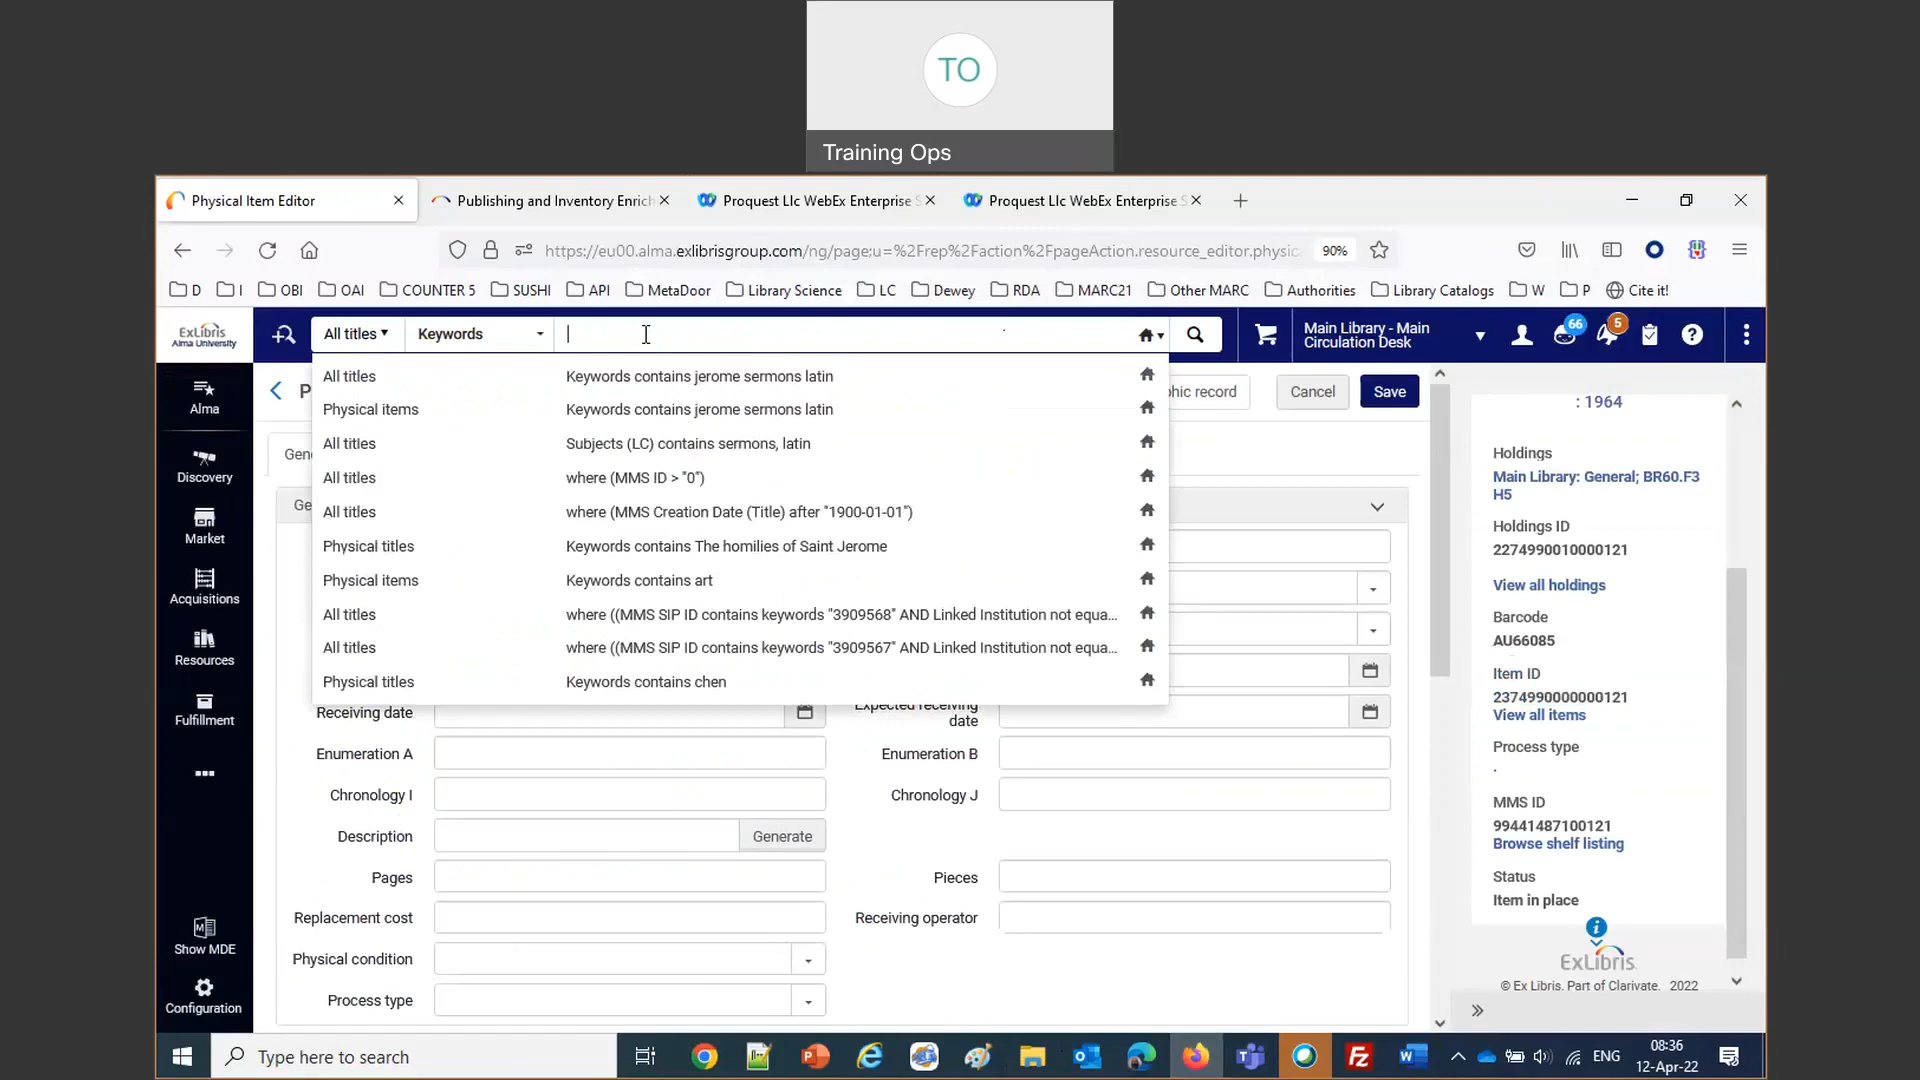 TO
Training Ops
Physical Item Editor
Publishing and Inventory Enrich
Proquest Llc WebEx Enterprise S
Proquest Llc WebEx Enterprise S
https://eu00.alma.exlibrisgroup.com/ng/page;u=%2Frep%2Faction%2FpageAction.resource_editor.physic
90%
D
I
OBI
OAI
COUNTER 5
SUSHI
API
MetaDoor
Library Science
LC
Dewey
RDA
MARC21
Other MARC
Authorities
Library Catalogs
W
P
Cite it!
ExLibris
Alma University
All titles
Keywords
Main Library - Main
Circulation Desk
66
5
Alma
Discovery
Market
Acquisitions
Resources
Fulfillment
Show MDE
Configuration
P
phic record
Cancel
Save
Gen
Ge
All titles Keywords contains jerome sermons latin
Physical items Keywords contains jerome sermons latin
All titles Subjects (LC) contains sermons, latin
All titles where (MMS ID > "0")
All titles where (MMS Creation Date (Title) after "1900-01-01")
Physical titles Keywords contains The homilies of Saint Jerome
Physical items Keywords contains art
All titles where ((MMS SIP ID contains keywords "3909568" AND Linked Institution not equa...
All titles where ((MMS SIP ID contains keywords "3909567" AND Linked Institution not equa...
Physical titles Keywords contains chen
Receiving date
Expected receiving
date
Enumeration A
Enumeration B
Chronology I
Chronology J
Description
Generate
Pages
Pieces
Replacement cost
Receiving operator
Physical condition
Process type
: 1964
Holdings
Main Library: General; BR60.F3
H5
Holdings ID
2274990010000121
View all holdings
Barcode
AU66085
Item ID
2374990000000121
View all items
Process type
.
MMS ID
99441487100121
Browse shelf listing
Status
Item in place
ExLibris
© Ex Libris. Part of Clarivate. 2022
Type here to search
ENG
08:36
12-Apr-22